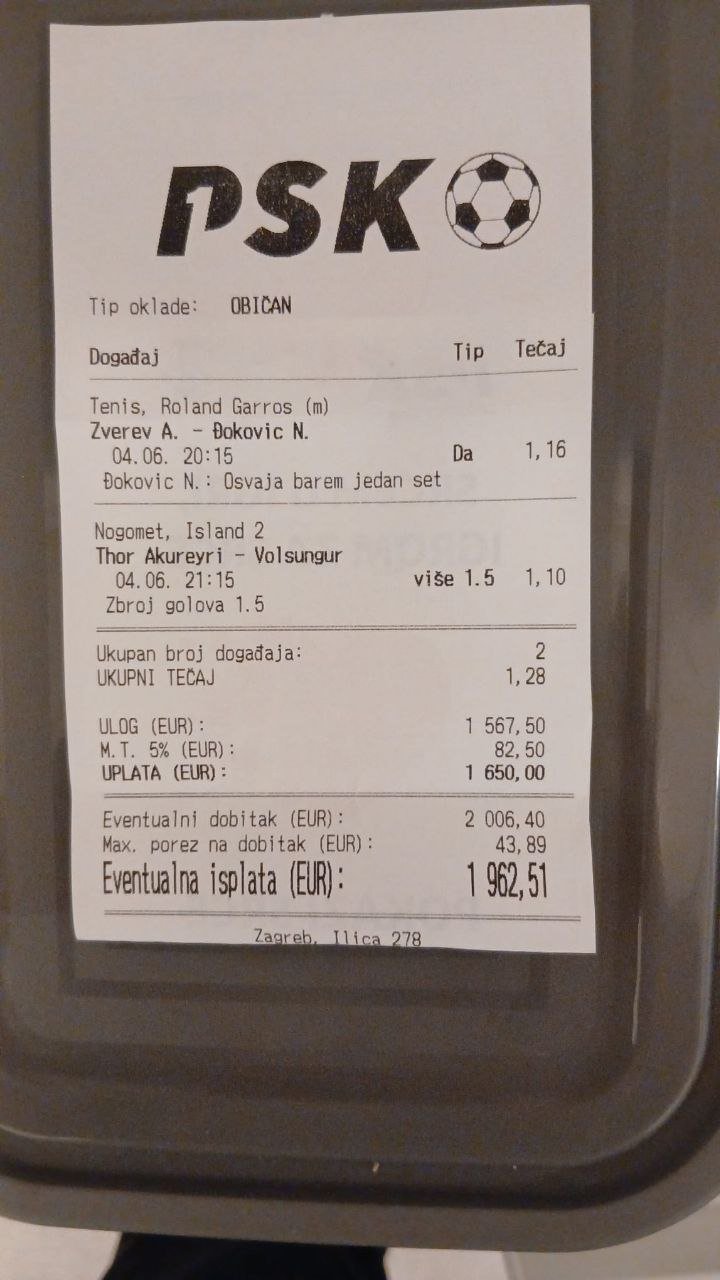 PSK
Tip oklade: OBIČAN
Događaj Tip Tečaj
Tenis, Roland Garros (m)
Zverev A. - Đokovic N.
04.06. 20:15 Da 1,16
Đokovic N.: Osvaja barem jedan set
Nogomet, Island 2
Thor Akureyri - Volsungur
04.06. 21:15 više 1.5 1,10
Zbroj golova 1.5
Ukupan broj događaja: 2
UKUPNI TEČAJ 1,28
ULOG (EUR): 1 567,50
M.T. 5% (EUR): 82,50
UPLATA (EUR): 1 650,00
Eventualni dobitak (EUR): 2 006,40
Max. porez na dobitak (EUR): 43,89
Eventualna isplata (EUR): 1 962,51
Zagreb, Ilica 278